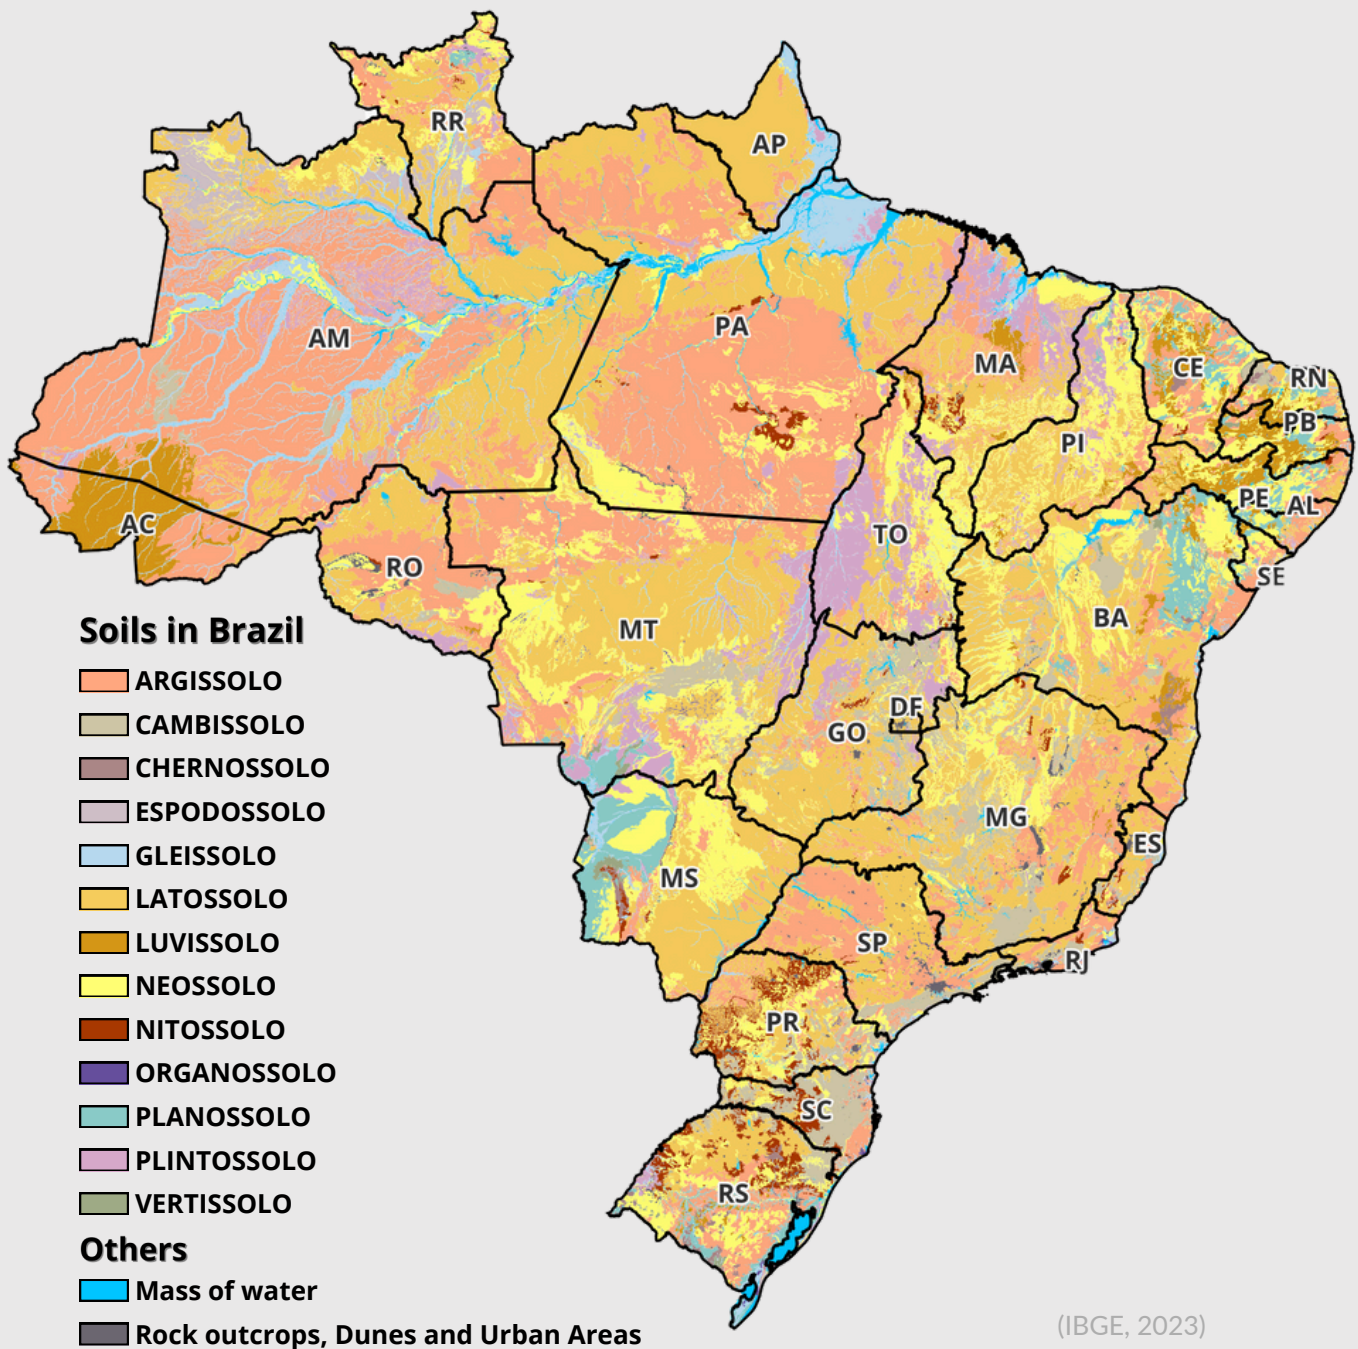 RR
AP
AM
PA
MA
CE
RN
PB
PI
PE
AL
AC
TO
SE
RO
BA
MT
DF
GO
MG
ES
MS
SP
RJ
PR
SC
RS
Soils in Brazil
ARGISSOLO
CAMBISSOLO
CHERNOSSOLO
ESPODOSSOLO
GLEISSOLO
LATOSSOLO
LUVISSOLO
NEOSSOLO
NITOSSOLO
ORGANOSSOLO
PLANOSSOLO
PLINTOSSOLO
VERTISSOLO
Others
Mass of water
Rock outcrops, Dunes and Urban Areas
(IBGE, 2023)